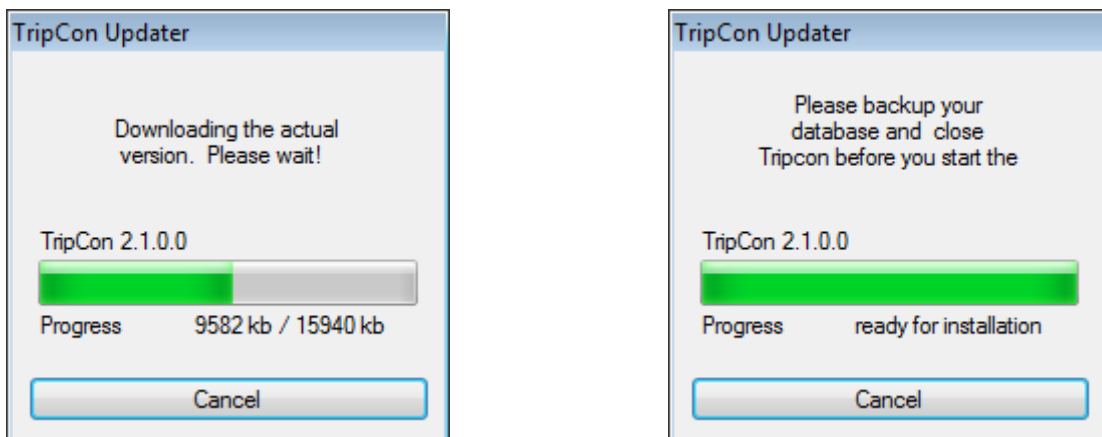 TripCon Updater
Downloading the actual
version.  Please wait!
TripCon 2.1.0.0
Progress 9582 kb / 15940 kb
Cancel
TripCon Updater
Please backup your
database and  close
Tripcon before you start the
TripCon 2.1.0.0
Progress ready for installation
Cancel